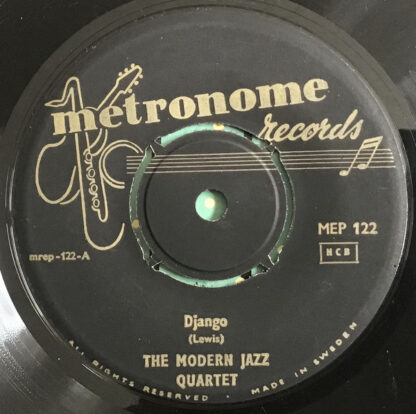 metronome
records
MEP 122
NCB
mrep-122-A
Django
(Lewis)
THE MODERN JAZZ
QUARTET
ALL RIGHTS RESERVED · MADE IN SWEDEN